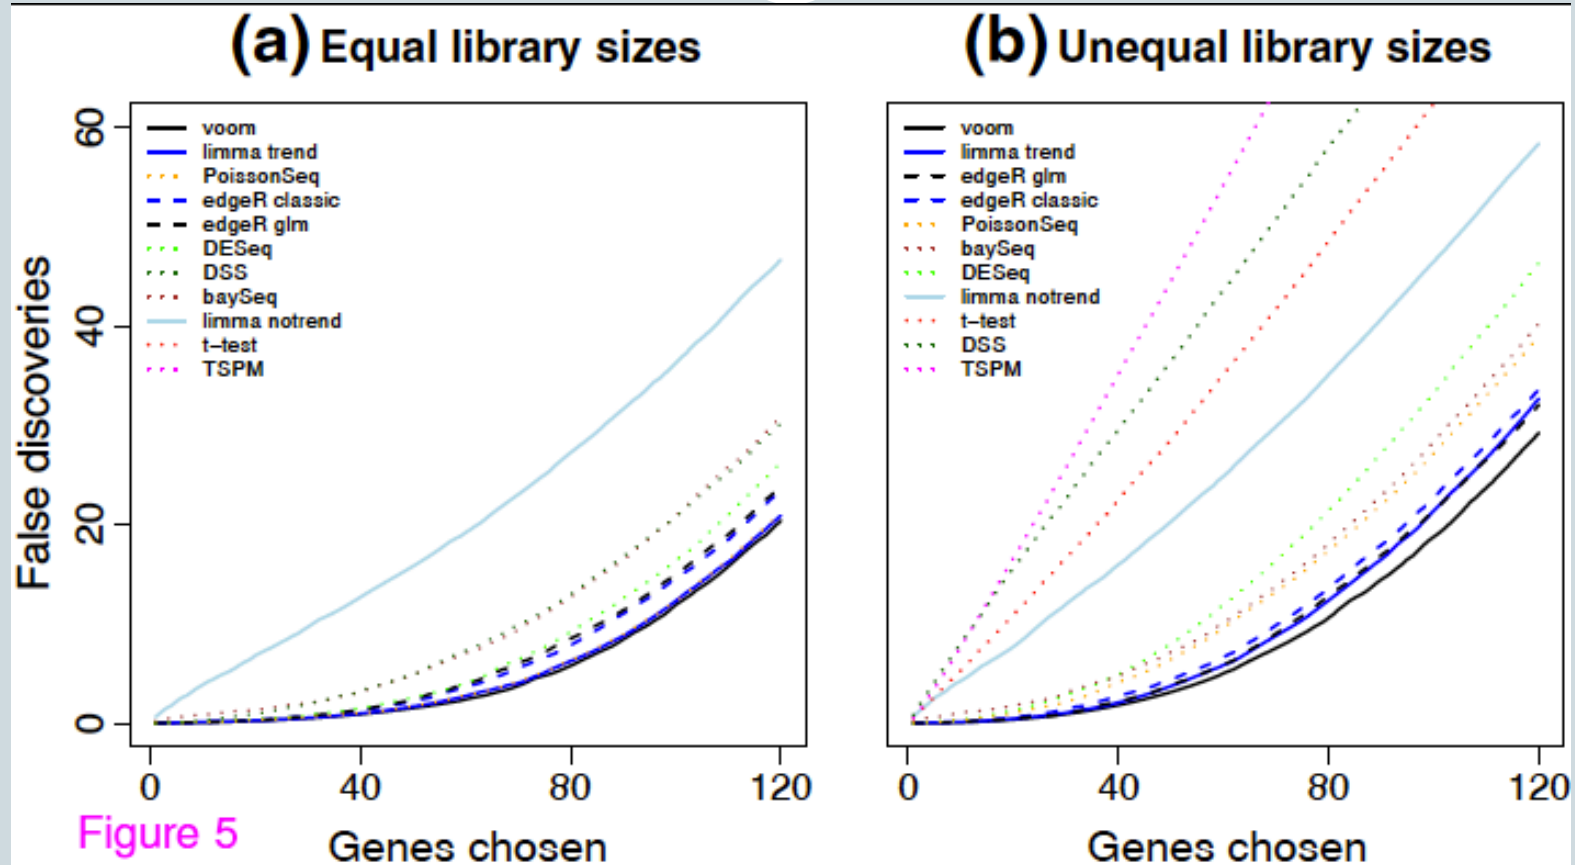 (a) Equal library sizes
False discoveries
60
40
20
0
voom
limma trend
PoissonSeq
edgeR classic
edgeR glm
DESeq
DSS
baySeq
limma notrend
t-test
TSPM
0 40 80 120
Genes chosen
(b) Unequal library sizes
voom
limma trend
edgeR glm
edgeR classic
PoissonSeq
baySeq
DESeq
limma notrend
t-test
DSS
TSPM
0 40 80 120
Genes chosen
Figure 5